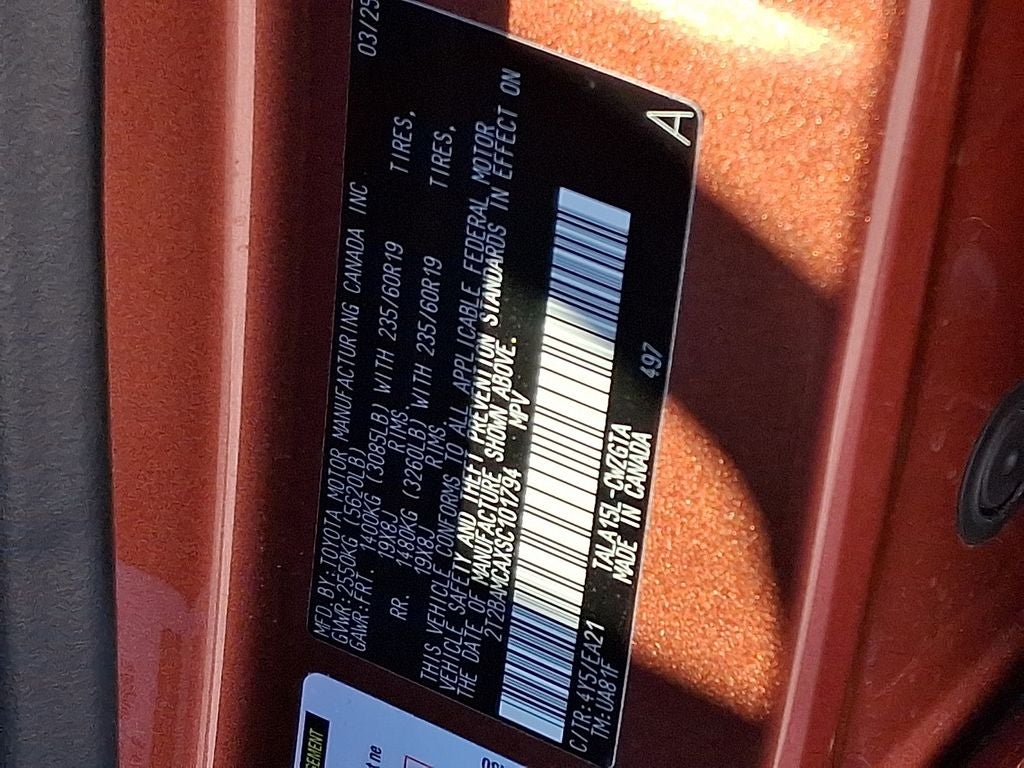 MFD. BY: TOYOTA MOTOR MANUFACTURING CANADA INC 03/25
GVWR: 2550KG (5620LB)
GAWR: FRT. 1400KG (3085LB) WITH 235/60R19 TIRES,
19X8J RIMS.
RR. 1480KG (3260LB) WITH 235/60R19 TIRES,
19X8J RIMS.
THIS VEHICLE CONFORMS TO ALL APPLICABLE FEDERAL MOTOR
VEHICLE SAFETY AND THEFT PREVENTION STANDARDS IN EFFECT ON
THE DATE OF MANUFACTURE SHOWN ABOVE.
2T2BAMCAXSC101794 MPV
C/TR: 4Y5/EA21 TALA15L-CWZGTA 497
TM: UA81F MADE IN CANADA
A